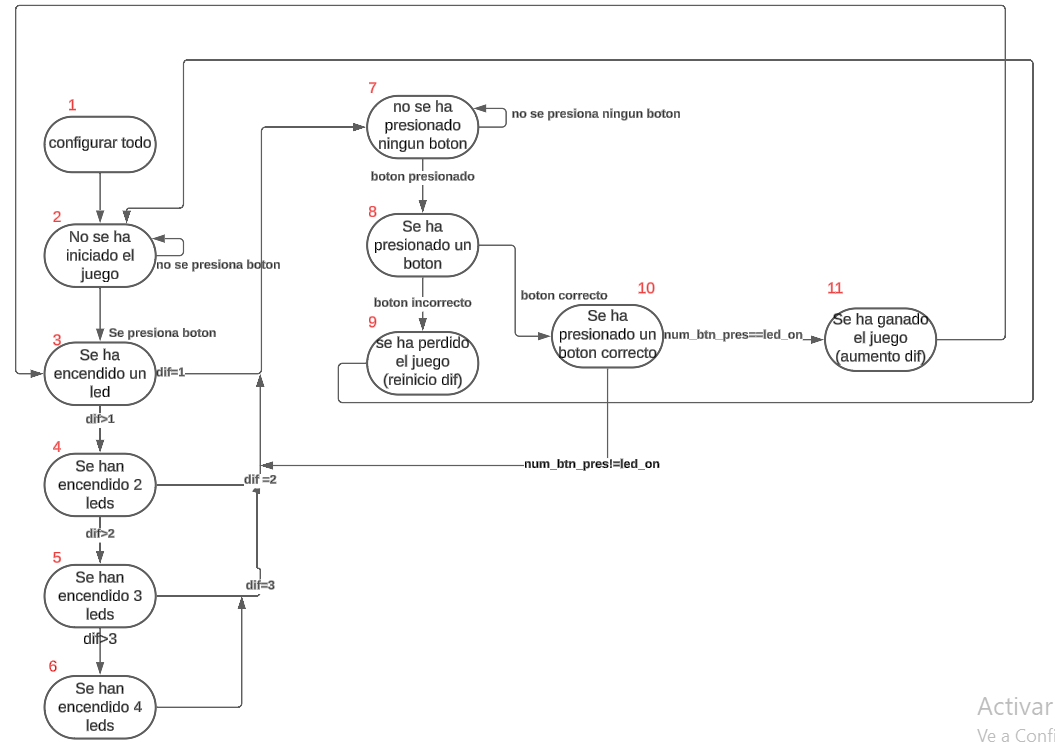 1
configurar todo
2
No se ha
iniciado el
juego
no se presiona boton
Se presiona boton
3
Se ha
encendido un
led
dif=1
dif>1
4
Se han
encendido 2
leds
dif =2
dif>2
5
Se han
encendido 3
leds
dif=3
dif>3
6
Se han
encendido 4
leds
7
no se ha
presionado
ningun boton
no se presiona ningun boton
boton presionado
8
Se ha
presionado un
boton
boton incorrecto
boton correcto
9
se ha perdido
el juego
(reinicio dif)
10
Se ha
presionado un
boton correcto
num_btn_pres==led_on
num_btn_pres!=led_on
11
Se ha ganado
el juego
(aumento dif)
Activar
Ve a Confi